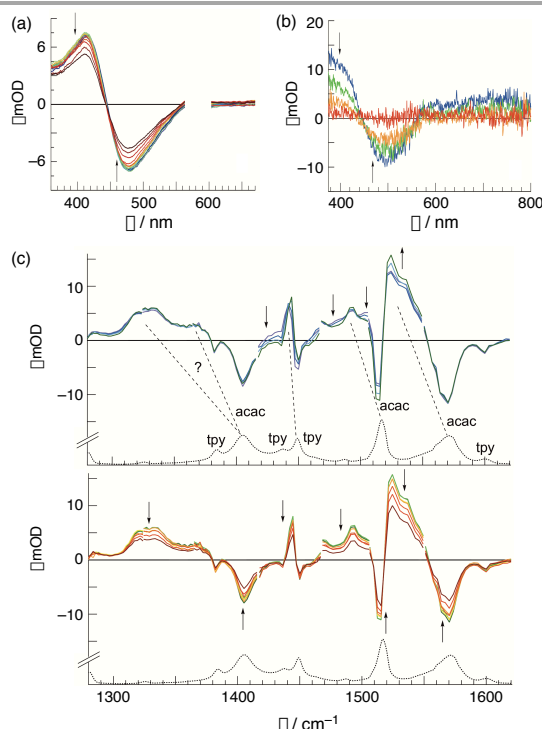 (a)
6
0
-6
▯mOD
400
500
600
▯ / nm
(b)
20
10
0
-10
▯mOD
400
600
800
▯ / nm
(c)
10
0
-10
▯mOD
?
acac
tpy
tpy
tpy
acac
acac
tpy
10
0
-10
▯mOD
1300
1400
1500
1600
▯ / cm⁻¹